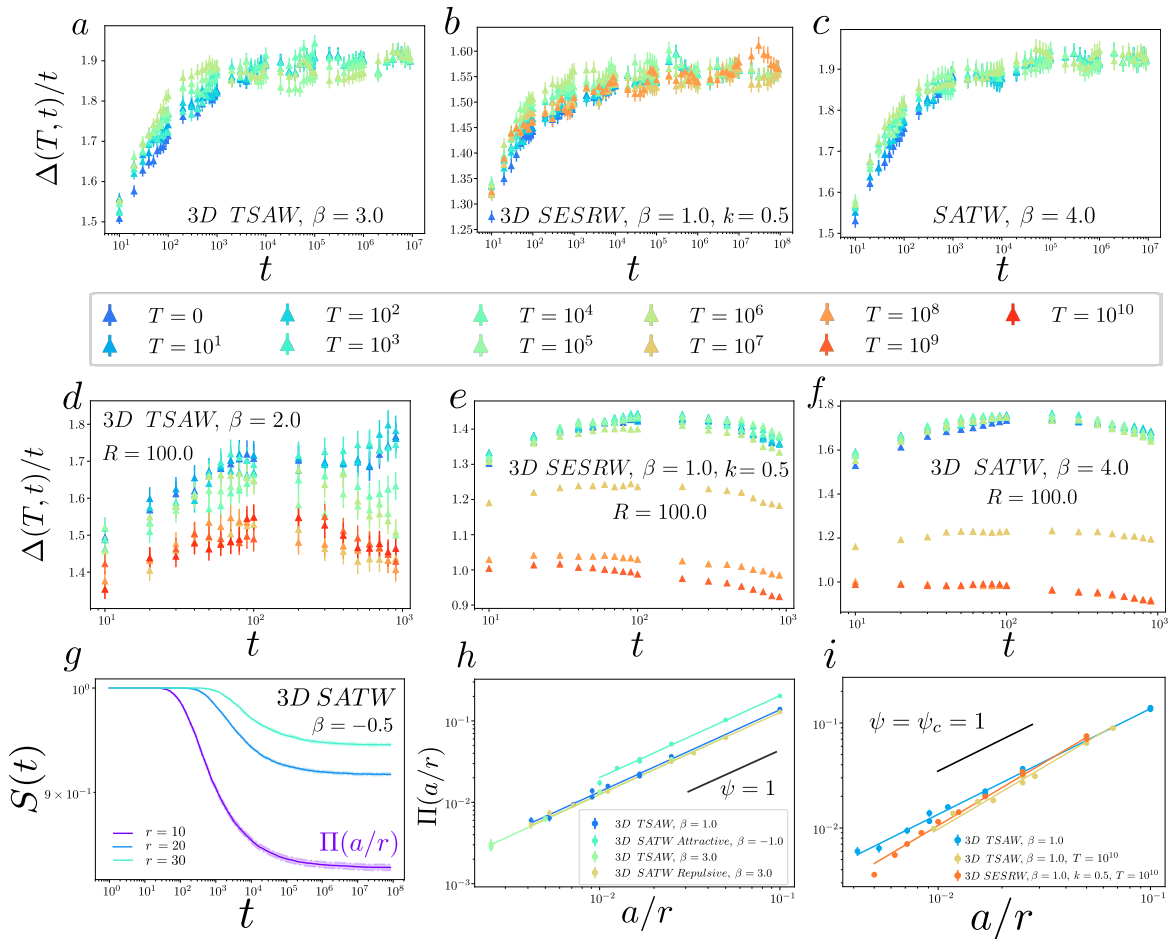 a
b
c
Δ(T, t)/t
1.9
1.8
1.7
1.6
1.5
3D TSAW, β = 3.0
10¹ 10² 10³ 10⁴ 10⁵ 10⁶ 10⁷
t
1.60
1.55
1.50
1.45
1.40
1.35
1.30
1.25
3D SESRW, β = 1.0, k = 0.5
10¹ 10² 10³ 10⁴ 10⁵ 10⁶ 10⁷ 10⁸
t
1.9
1.8
1.7
1.6
1.5
SATW, β = 4.0
10¹ 10² 10³ 10⁴ 10⁵ 10⁶ 10⁷
t
T = 0
T = 10²
T = 10⁴
T = 10⁶
T = 10⁸
T = 10¹⁰
T = 10¹
T = 10³
T = 10⁵
T = 10⁷
T = 10⁹
d
e
f
Δ(T, t)/t
1.8
1.7
1.6
1.5
1.4
3D TSAW, β = 2.0
R = 100.0
10¹ 10² 10³
t
1.4
1.3
1.2
1.1
1.0
0.9
3D SESRW, β = 1.0, k = 0.5
R = 100.0
10¹ 10² 10³
t
1.8
1.6
1.4
1.2
1.0
3D SATW, β = 4.0
R = 100.0
10¹ 10² 10³
t
g
h
i
S(t)
10⁰
9 × 10⁻¹
3D SATW
β = −0.5
r = 10
r = 20
r = 30
Π(a/r)
10⁰ 10¹ 10² 10³ 10⁴ 10⁵ 10⁶ 10⁷ 10⁸
t
Π(a/r)
10⁻¹
10⁻²
10⁻³
ψ = 1
3D TSAW, β = 1.0
3D SATW Attractive, β = −1.0
3D TSAW, β = 3.0
3D SATW Repulsive, β = 3.0
10⁻² 10⁻¹
a/r
10⁻¹
10⁻²
ψ = ψc = 1
3D TSAW, β = 1.0
3D TSAW, β = 1.0, T = 10¹⁰
3D SESRW, β = 1.0, k = 0.5, T = 10¹⁰
10⁻² 10⁻¹
a/r